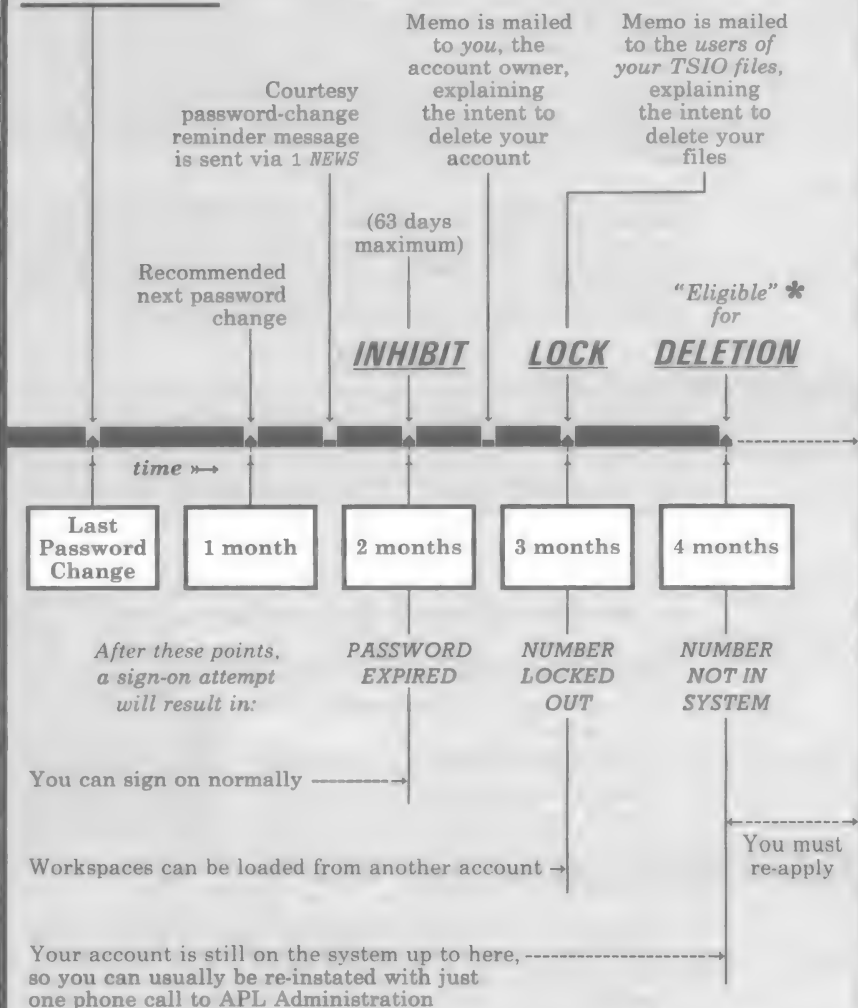 Memo is mailed
to you, the
account owner,
explaining
the intent to
delete your
account
Memo is mailed
to the users of
your TSIO files,
explaining
the intent to
delete your
files
Courtesy
password-change
reminder message
is sent via 1 NEWS
(63 days
maximum)
Recommended
next password
change
"Eligible" *
for
INHIBIT
LOCK
DELETION
time
Last
Password
Change
1 month
2 months
3 months
4 months
After these points,
a sign-on attempt
will result in:
PASSWORD
EXPIRED
NUMBER
LOCKED
OUT
NUMBER
NOT IN
SYSTEM
You can sign on normally
You must
re-apply
Workspaces can be loaded from another account
Your account is still on the system up to here,
so you can usually be re-instated with just
one phone call to APL Administration